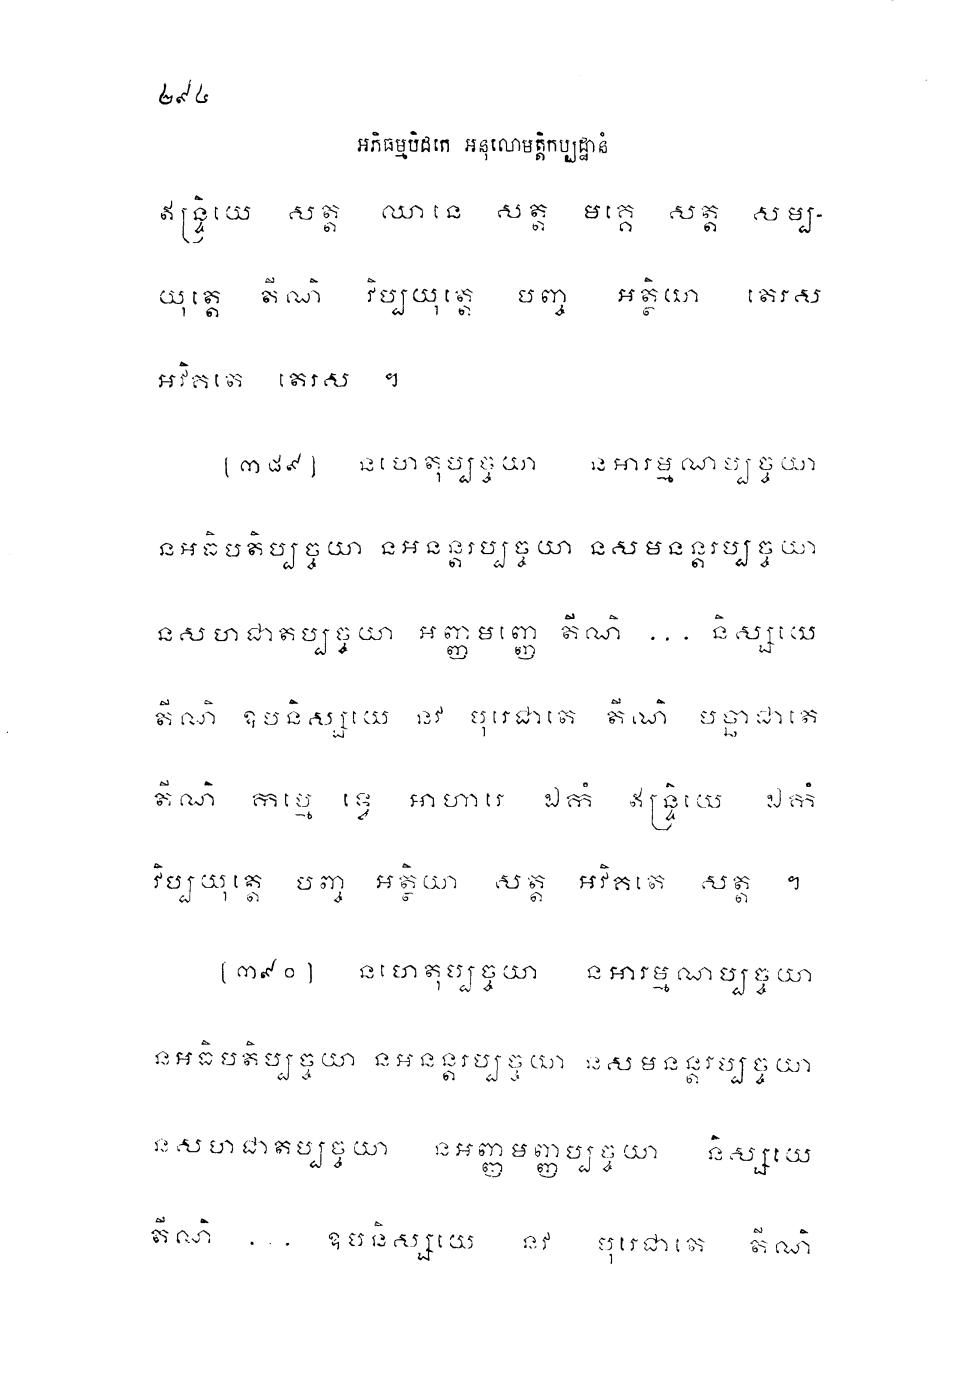 ២៩៤
អភិធម្មបិដកេ អនុលោមត្តិកប្បដ្ឋានំ
ឥន្ទ្រិយេ សត្ត ឈានេ សត្ត មគ្គេ សត្ត សម្ប-
យុត្តេ តីណិ វិប្បយុត្តេ បញ្ច អត្ថិយា តេរស
អវិគតេ តេរស ។
[៣៨៩] នហេតុប្បច្ចយា នអារម្មណប្បច្ចយា
នអធិបតិប្បច្ចយា នអនន្តរប្បច្ចយា នសមនន្តរប្បច្ចយា
នសហជាតប្បច្ចយា អញ្ញមញ្ញេ តីណិ ... និស្សយេ
តីណិ ឧបនិស្សយេ នវ បុរេជាតេ តីណិ បច្ឆាជាតេ
តីណិ កម្មេ ទ្វេ អាហារេ ឯកំ ឥន្ទ្រិយេ ឯកំ
វិប្បយុត្តេ បញ្ច អត្ថិយា សត្ត អវិគតេ សត្ត ។
[៣៩០] នហេតុប្បច្ចយា នអារម្មណប្បច្ចយា
នអធិបតិប្បច្ចយា នអនន្តរប្បច្ចយា នសមនន្តរប្បច្ចយា
នសហជាតប្បច្ចយា នអញ្ញមញ្ញប្បច្ចយា និស្សយេ
តីណិ ... ឧបនិស្សយេ នវ បុរេជាតេ តីណិ